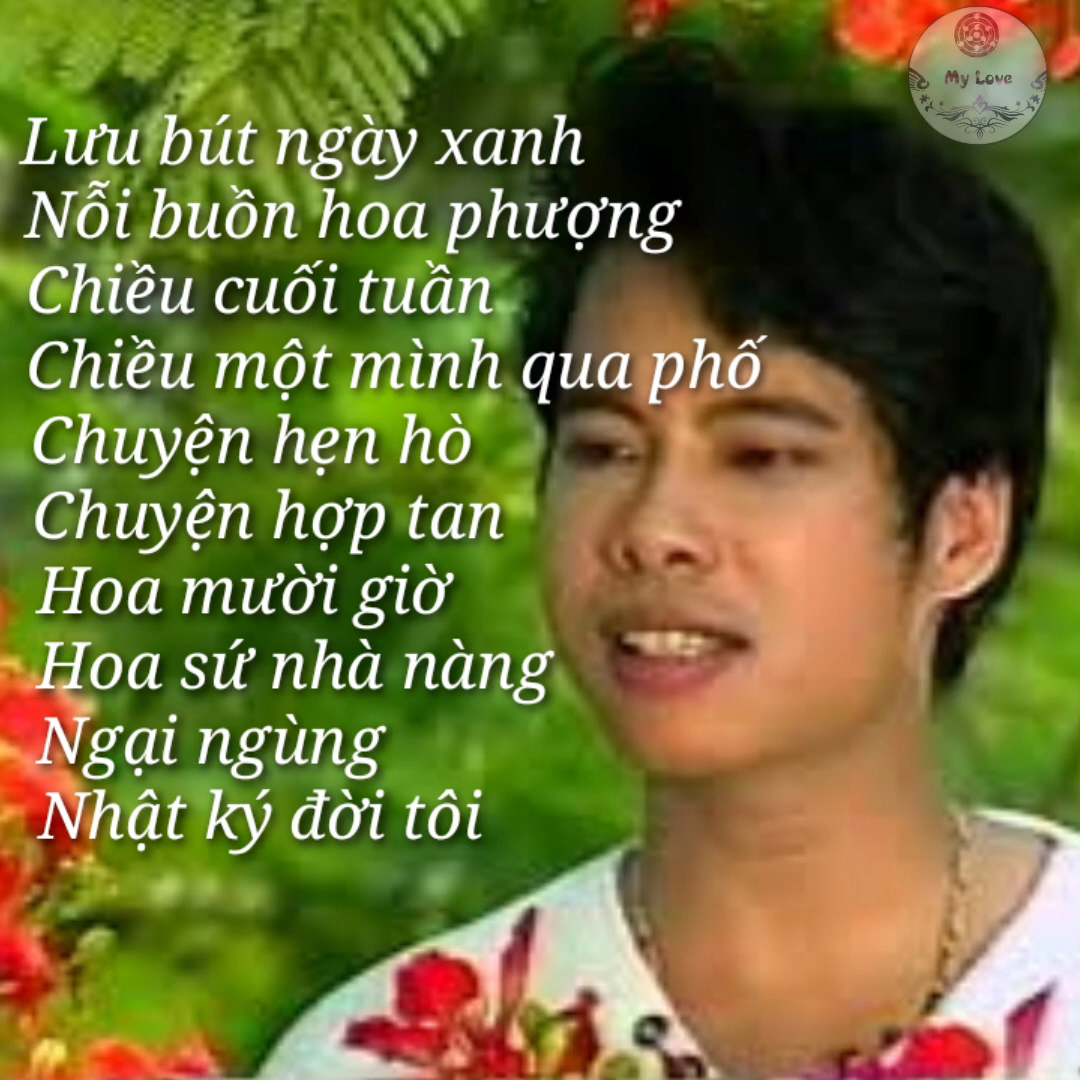 My Love
Lưu bút ngày xanh
Nỗi buồn hoa phượng
Chiều cuối tuần
Chiều một mình qua phố
Chuyện hẹn hò
Chuyện hợp tan
Hoa mười giờ
Hoa sứ nhà nàng
Ngại ngùng
Nhật ký đời tôi